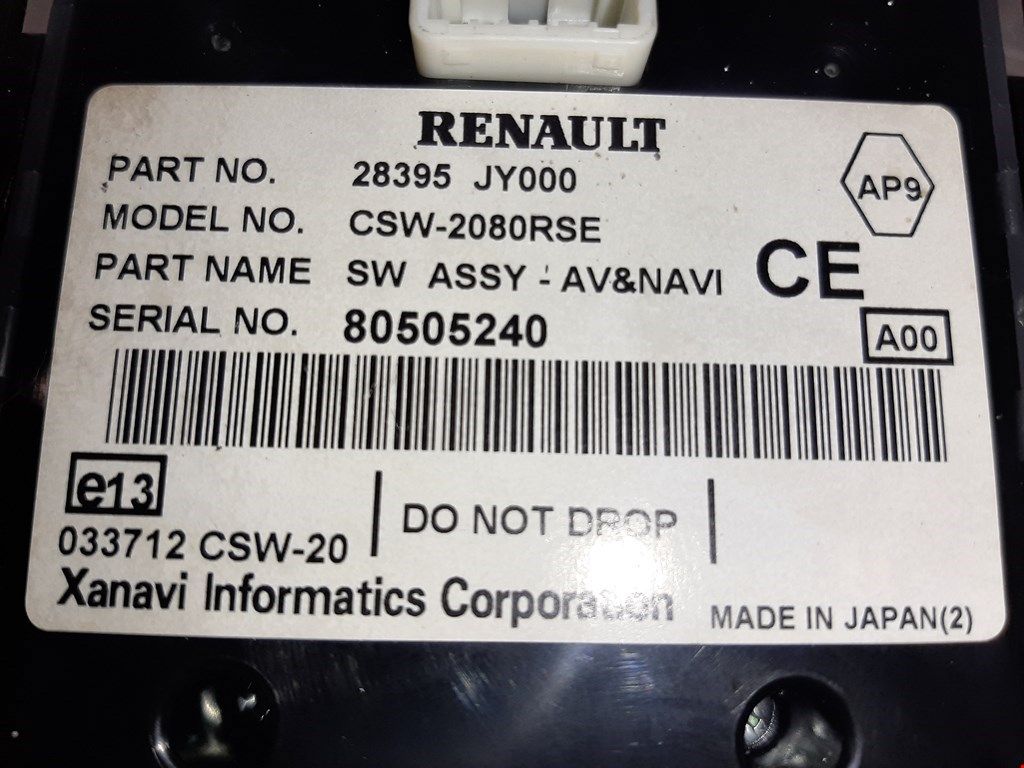 RENAULT
PART NO. 28395 JY000
AP9
MODEL NO. CSW-2080RSE
PART NAME SW ASSY - AV&NAVI
CE
SERIAL NO. 80505240
A00
e13
DO NOT DROP
033712 CSW-20
Xanavi Informatics Corporation
MADE IN JAPAN(2)